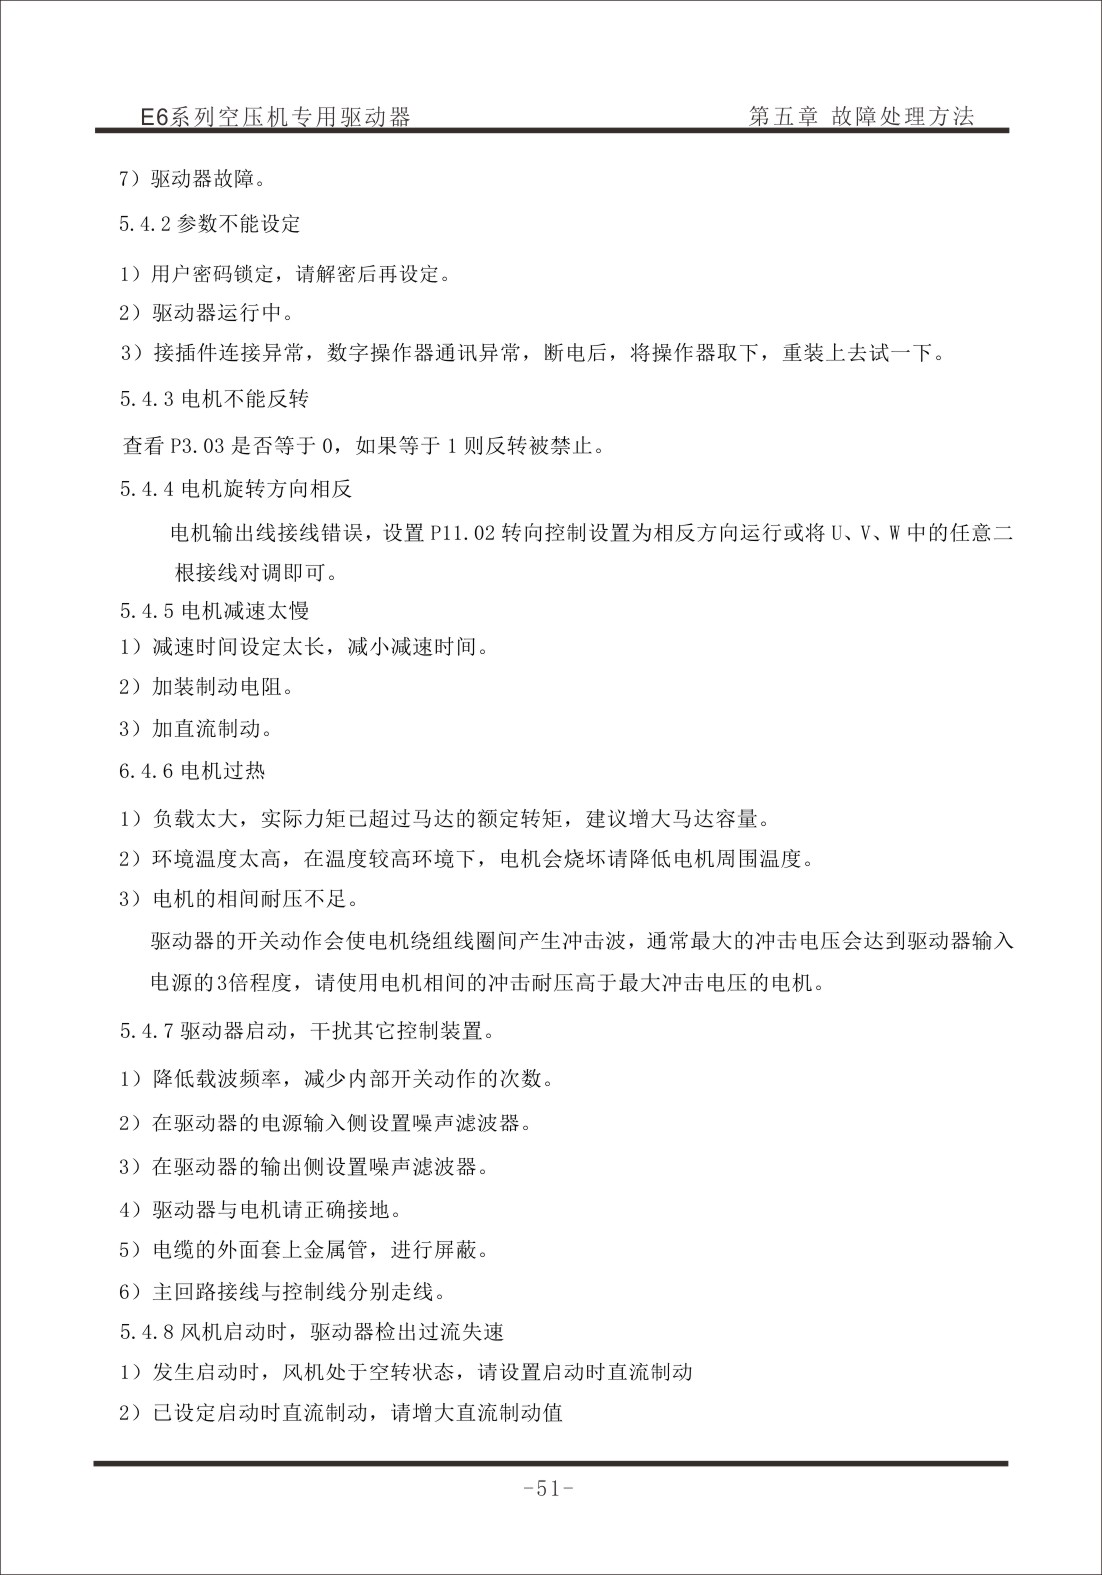 E6系列空压机专用驱动器 第五章 故障处理方法
7）驱动器故障。
5.4.2 参数不能设定
1）用户密码锁定，请解密后再设定。
2）驱动器运行中。
3）接插件连接异常，数字操作器通讯异常，断电后，将操作器取下，重装上去试一下。
5.4.3 电机不能反转
查看 P3.03 是否等于 0，如果等于 1 则反转被禁止。
5.4.4 电机旋转方向相反
电机输出线接线错误，设置 P11.02 转向控制设置为相反方向运行或将 U、V、W 中的任意二
根接线对调即可。
5.4.5 电机减速太慢
1）减速时间设定太长，减小减速时间。
2）加装制动电阻。
3）加直流制动。
6.4.6 电机过热
1）负载太大，实际力矩已超过马达的额定转矩，建议增大马达容量。
2）环境温度太高，在温度较高环境下，电机会烧坏请降低电机周围温度。
3）电机的相间耐压不足。
驱动器的开关动作会使电机绕组线圈间产生冲击波，通常最大的冲击电压会达到驱动器输入
电源的3倍程度，请使用电机相间的冲击耐压高于最大冲击电压的电机。
5.4.7 驱动器启动，干扰其它控制装置。
1）降低载波频率，减少内部开关动作的次数。
2）在驱动器的电源输入侧设置噪声滤波器。
3）在驱动器的输出侧设置噪声滤波器。
4）驱动器与电机请正确接地。
5）电缆的外面套上金属管，进行屏蔽。
6）主回路接线与控制线分别走线。
5.4.8 风机启动时，驱动器检出过流失速
1）发生启动时，风机处于空转状态，请设置启动时直流制动
2）已设定启动时直流制动，请增大直流制动值
-51-